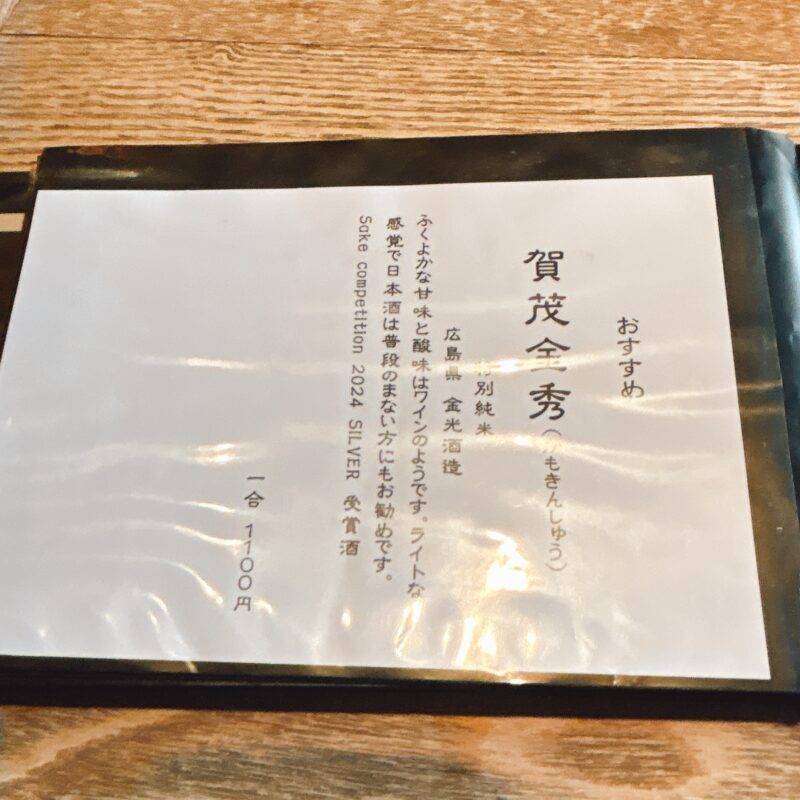 おすすめ
賀茂金秀(かもきんしゅう)
特別純米
広島県 金光酒造
ふくよかな甘味と酸味はワインのようです。ライトな
感覚で日本酒は普段のまない方にもお勧めです。
Sake competition 2024 SILVER 受賞酒
一合 1100円